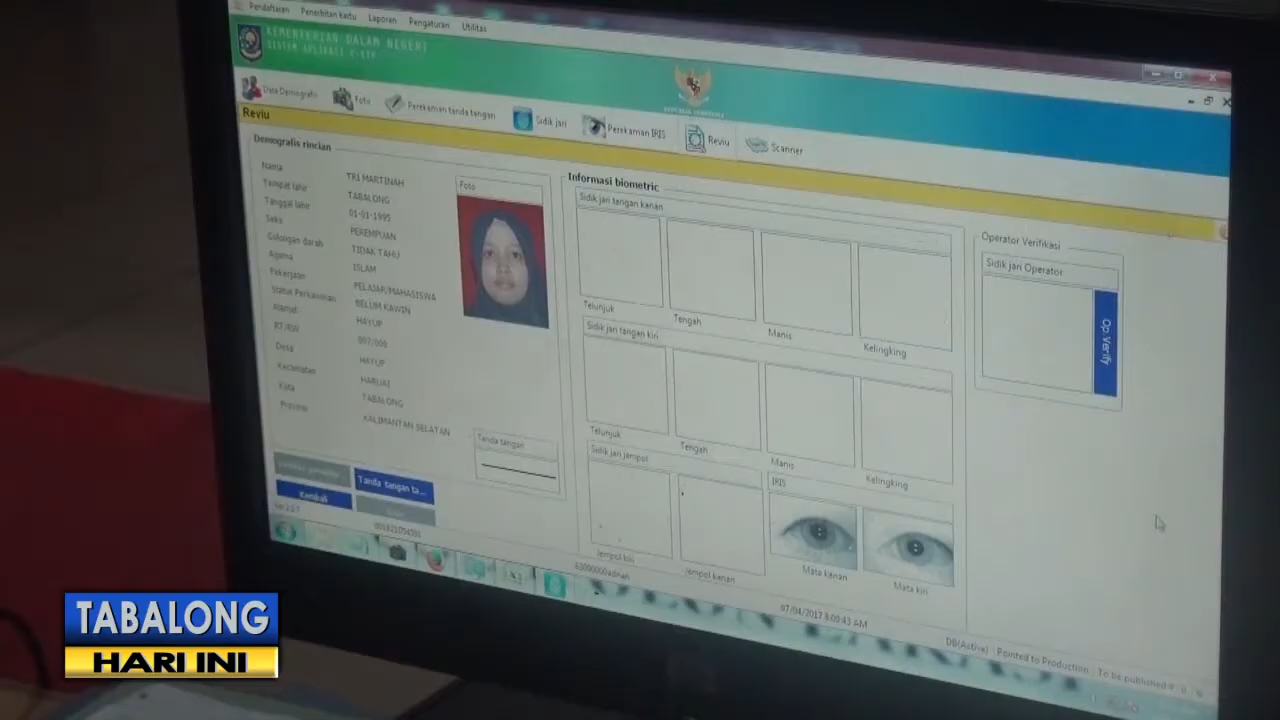 Pendaftaran Penerbitan kartu Laporan Pengaturan Utilitas
KEMENTERIAN DALAM NEGERI
SISTEM APLIKASI E-KTP
REPUBLIK INDONESIA
Data Demografi Foto Perekaman tanda tangan Sidik jari Perekaman IRIS Reviu Scanner
Reviu
Demografis rincian
Nama TRI MARTINAH
Tempat lahir TABALONG
Tanggal lahir 01-01-1995
Seks PEREMPUAN
Golongan darah TIDAK TAHU
Agama ISLAM
Pekerjaan PELAJAR/MAHASISWA
Status Perkawinan BELUM KAWIN
Alamat HAYUP
RT/RW 007/000
Desa HAYUP
Kecamatan HARUAI
Kota TABALONG
Provinsi KALIMANTAN SELATAN
Foto
Tanda tangan
Tanda tangan ta...
Kembali
Informasi biometric
Sidik jari tangan kanan
Telunjuk Tengah Manis Kelingking
Sidik jari tangan kiri
Telunjuk Tengah Manis Kelingking
Sidik jari jempol
IRIS
Jempol kiri Jempol kanan Mata kanan Mata kiri
Operator Verifikasi
Sidik jari Operator
Op.Verify
07/04/2017 8:09:43 AM
DB(Active) Pointed to Production To be published #
TABALONG
HARI INI